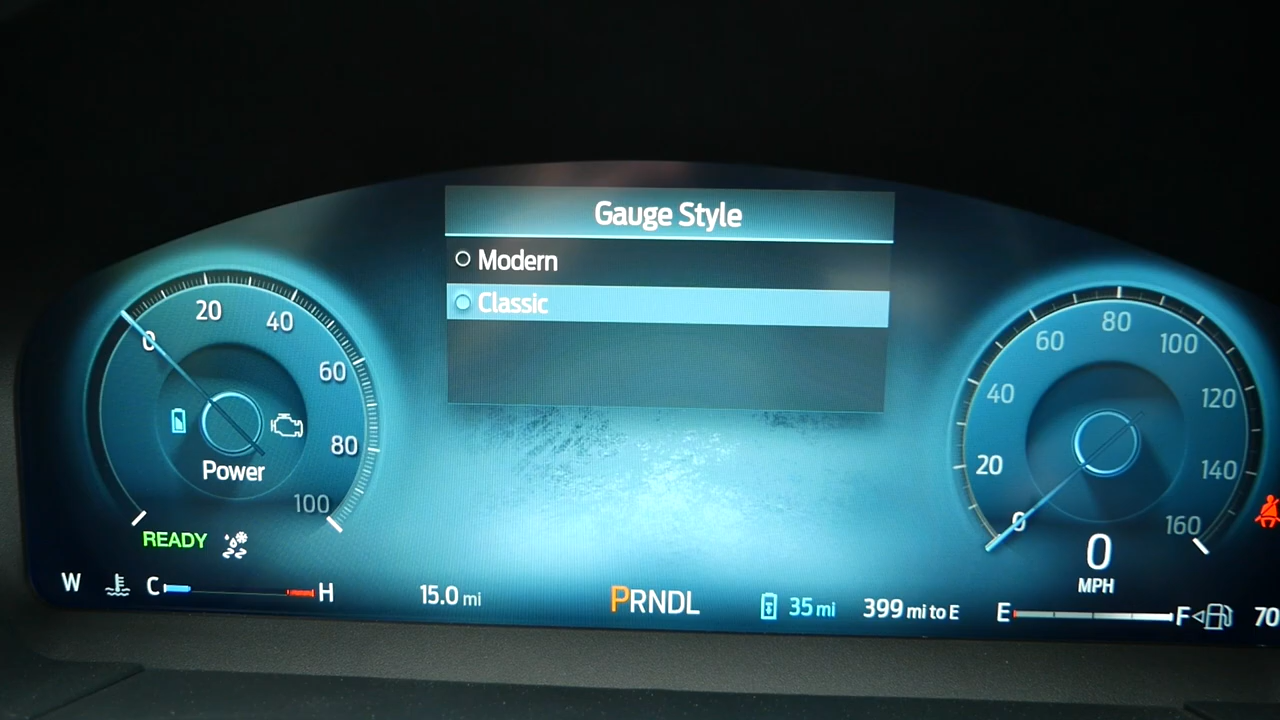 Gauge Style
Modern
Classic
0
20
40
60
80
100
Power
READY
0
20
40
60
80
100
120
140
160
0
MPH
W
C
H
15.0 mi
PRNDL
35 mi
399 mi to E
E
F
70